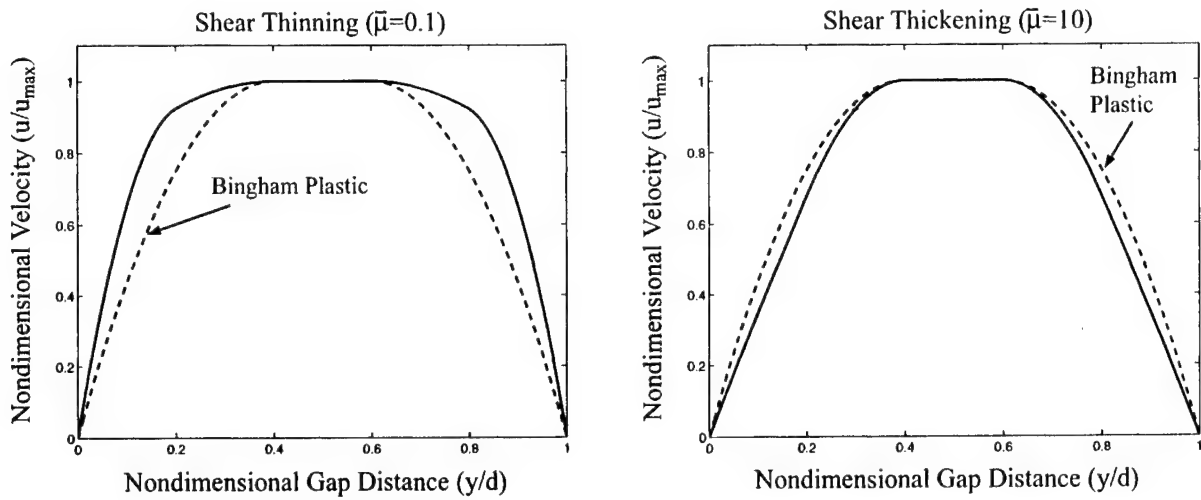 Shear Thinning (μ̄=0.1)
Nondimensional Velocity (u/u_max)
1
0.8
0.6
0.4
0.2
0
Bingham Plastic
0 0.2 0.4 0.6 0.8 1
Nondimensional Gap Distance (y/d)
Shear Thickening (μ̄=10)
Nondimensional Velocity (u/u_max)
1
0.8
0.6
0.4
0.2
0
Bingham
Plastic
0 0.2 0.4 0.6 0.8 1
Nondimensional Gap Distance (y/d)